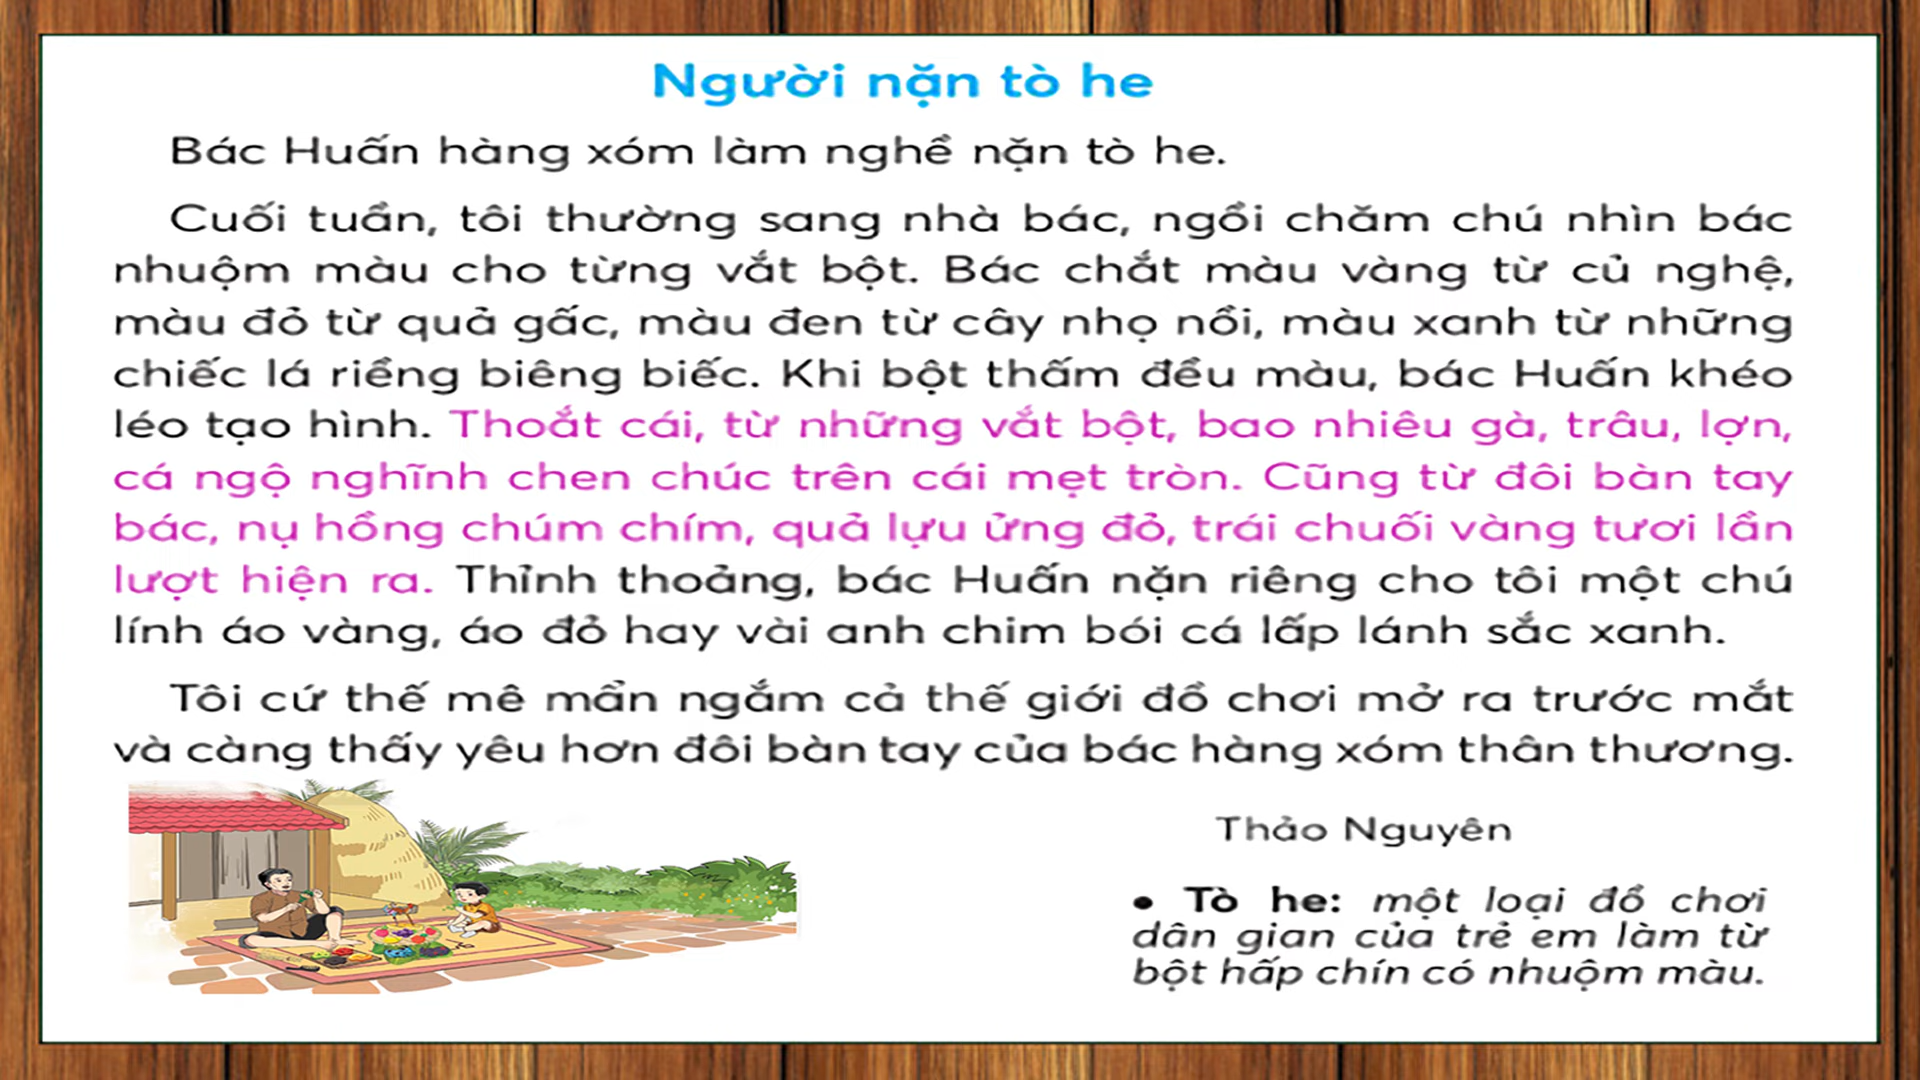 Người nặn tò he
Bác Huấn hàng xóm làm nghề nặn tò he.
Cuối tuần, tôi thường sang nhà bác, ngồi chăm chú nhìn bác
nhuộm màu cho từng vắt bột. Bác chắt màu vàng từ củ nghệ,
màu đỏ từ quả gấc, màu đen từ cây nhọ nồi, màu xanh từ những
chiếc lá riềng biêng biếc. Khi bột thấm đều màu, bác Huấn khéo
léo tạo hình. Thoắt cái, từ những vắt bột, bao nhiêu gà, trâu, lợn,
cá ngộ nghĩnh chen chúc trên cái mẹt tròn. Cũng từ đôi bàn tay
bác, nụ hồng chúm chím, quả lựu ửng đỏ, trái chuối vàng tươi lần
lượt hiện ra. Thỉnh thoảng, bác Huấn nặn riêng cho tôi một chú
lính áo vàng, áo đỏ hay vài anh chim bói cá lấp lánh sắc xanh.
Tôi cứ thế mê mẩn ngắm cả thế giới đồ chơi mở ra trước mắt
và càng thấy yêu hơn đôi bàn tay của bác hàng xóm thân thương.
Thảo Nguyên
• Tò he: một loại đồ chơi
dân gian của trẻ em làm từ
bột hấp chín có nhuộm màu.